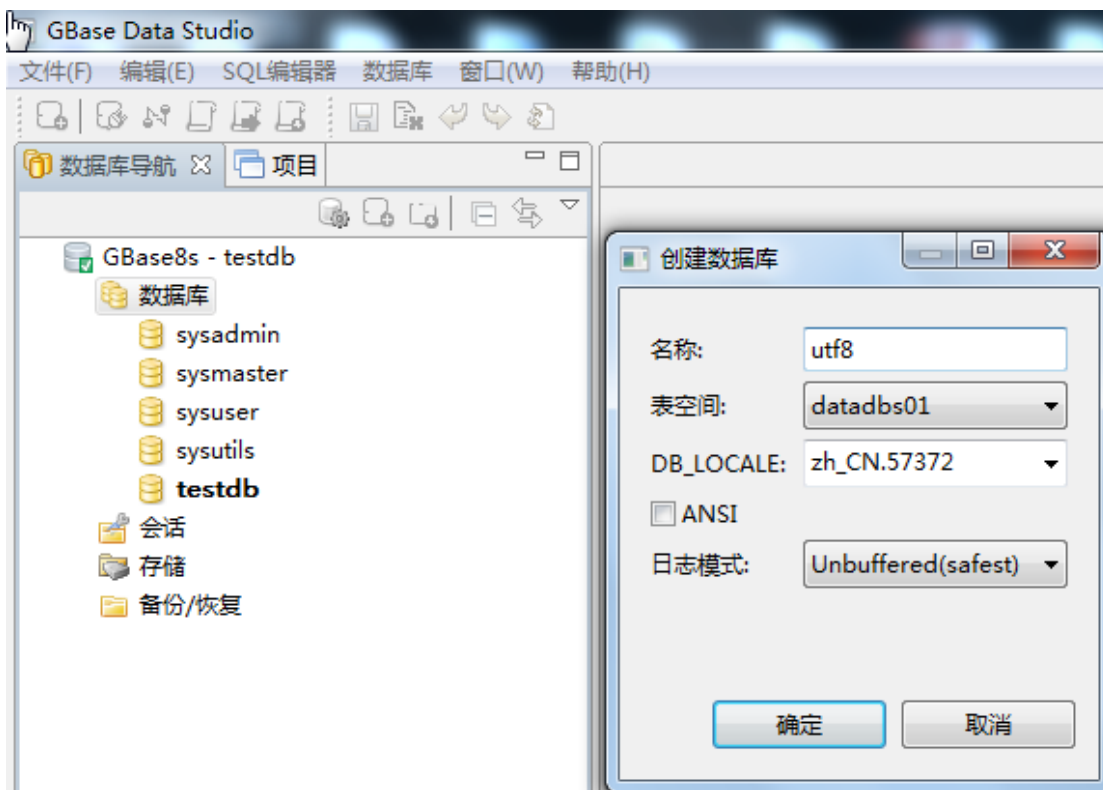 GBase Data Studio
文件(F) 编辑(E) SQL编辑器 数据库 窗口(W) 帮助(H)
数据库导航 项目
GBase8s - testdb
数据库
sysadmin
sysmaster
sysuser
sysutils
testdb
会话
存储
备份/恢复
创建数据库
名称: utf8
表空间: datadbs01
DB_LOCALE: zh_CN.57372
ANSI
日志模式: Unbuffered(safest)
确定 取消